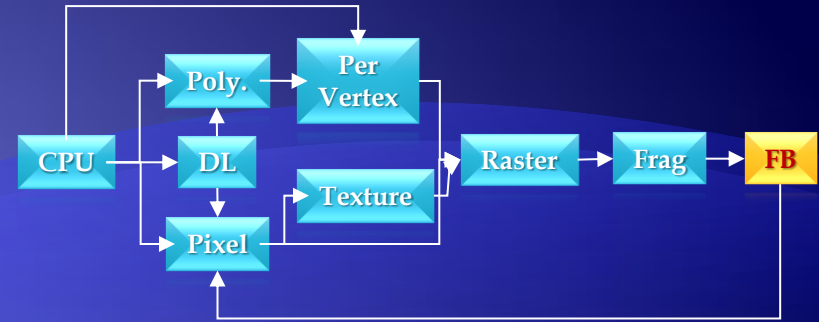 Poly.
Per
Vertex
CPU
DL
Raster
Frag
FB
Texture
Pixel